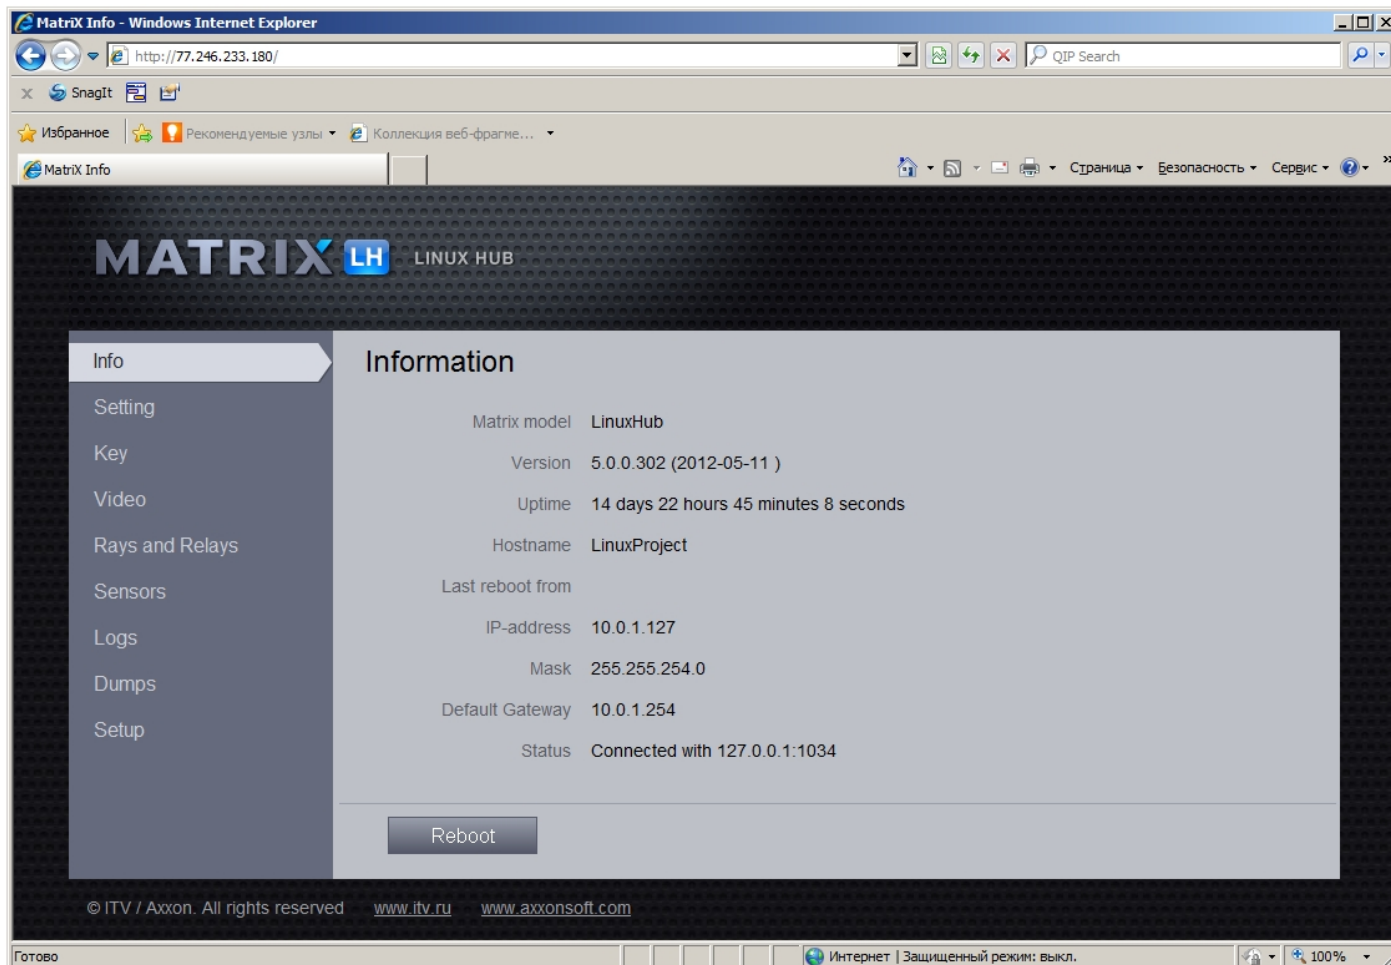 MatriX Info - Windows Internet Explorer
http://77.246.233.180/
QIP Search
x SnagIt
Избранное Рекомендуемые узлы Коллекция веб-фрагме...
MatriX Info
Страница Безопасность Сервис »
MATRIX LH LINUX HUB
Info
Information
Setting
Matrix model LinuxHub
Key
Version 5.0.0.302 (2012-05-11 )
Video
Uptime 14 days 22 hours 45 minutes 8 seconds
Rays and Relays
Hostname LinuxProject
Sensors
Last reboot from
Logs
IP-address 10.0.1.127
Dumps
Mask 255.255.254.0
Setup
Default Gateway 10.0.1.254
Status Connected with 127.0.0.1:1034
Reboot
© ITV / Axxon. All rights reserved www.itv.ru www.axxonsoft.com
Готово Интернет | Защищенный режим: выкл. 100%